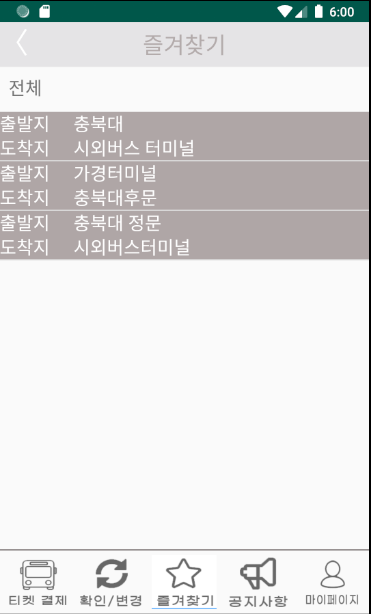 6:00
즐겨찾기
전체
출발지 충북대
도착지 시외버스 터미널
출발지 가경터미널
도착지 충북대후문
출발지 충북대 정문
도착지 시외버스터미널
티켓 결제 확인/변경 즐겨찾기 공지사항 마이페이지